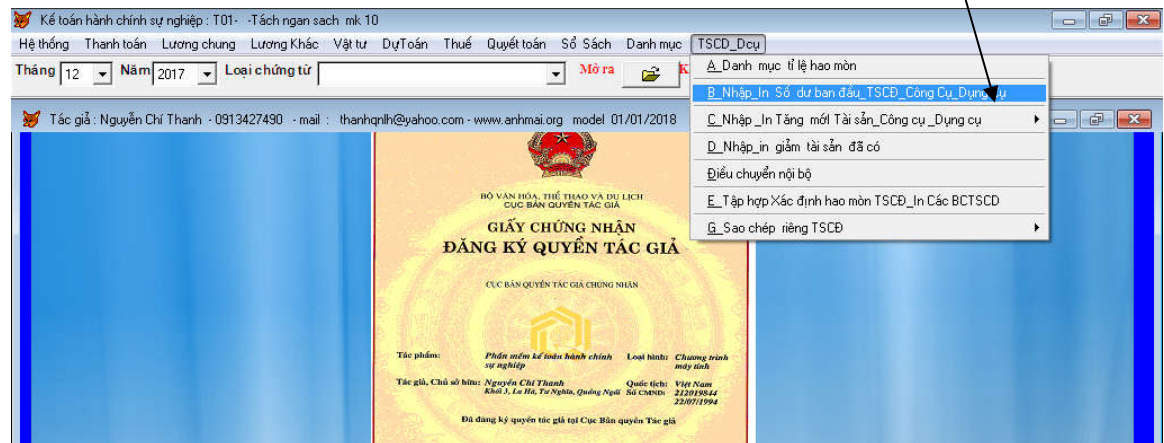 Kế toán hành chính sự nghiệp : T01- -Tách ngan sach mk 10
Hệ thống Thanh toán Lương chung Lương Khác Vật tư DựToán Thuế Quyết toán Sổ Sách Danh mục TSCD_Dcụ
Tháng 12 Năm 2017 Loại chứng từ Mở ra K
A_Danh mục tỉ lệ hao mòn
B_Nhập_In Số dư ban đầu_TSCĐ_Công Cụ_Dụng cụ
C_Nhập _In Tăng mới Tài sản_Công cụ _Dụng cụ
D_Nhập_in giảm tài sản đã có
Điều chuyển nội bộ
E_Tập hợp Xác định hao mòn TSCĐ_In Các BCTSCD
G_Sao chép riêng TSCĐ
Tác giả : Nguyễn Chí Thanh - 0913427490 - mail : thanhqnlh@yahoo.com - www.anhmai.org model 01/01/2018
BỘ VĂN HÓA, THỂ THAO VÀ DU LỊCH
CỤC BẢN QUYỀN TÁC GIẢ
GIẤY CHỨNG NHẬN
ĐĂNG KÝ QUYỀN TÁC GIẢ
CỤC BẢN QUYỀN TÁC GIẢ CHỨNG NHẬN
Tác phẩm: Phần mềm kế toán hành chính sự nghiệp Loại hình: Chương trình máy tính
Tác giả, Chủ sở hữu: Nguyễn Chí Thanh Quốc tịch: Việt Nam
Khối 3, La Hà, Tư Nghĩa, Quảng Ngãi Số CMND: 212019844
22/07/1994
Đã đăng ký quyền tác giả tại Cục Bản quyền Tác giả